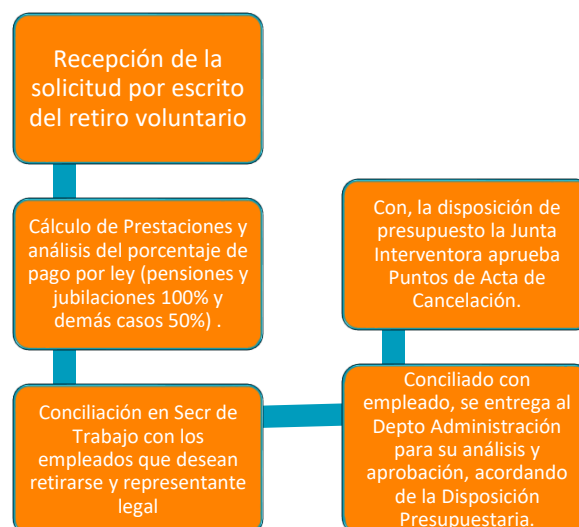 Recepción de la
solicitud por escrito
del retiro voluntario
Cálculo de Prestaciones y
análisis del porcentaje de
pago por ley (pensiones y
jubilaciones 100% y
demás casos 50%) .
Conciliación en Secr de
Trabajo con los
empleados que desean
retirarse y representante
legal
Conciliado con
empleado, se entrega al
Depto Administración
para su análisis y
aprobación, acordando
de la Disposición
Presupuestaria.
Con, la disposición de
presupuesto la Junta
Interventora aprueba
Puntos de Acta de
Cancelación.